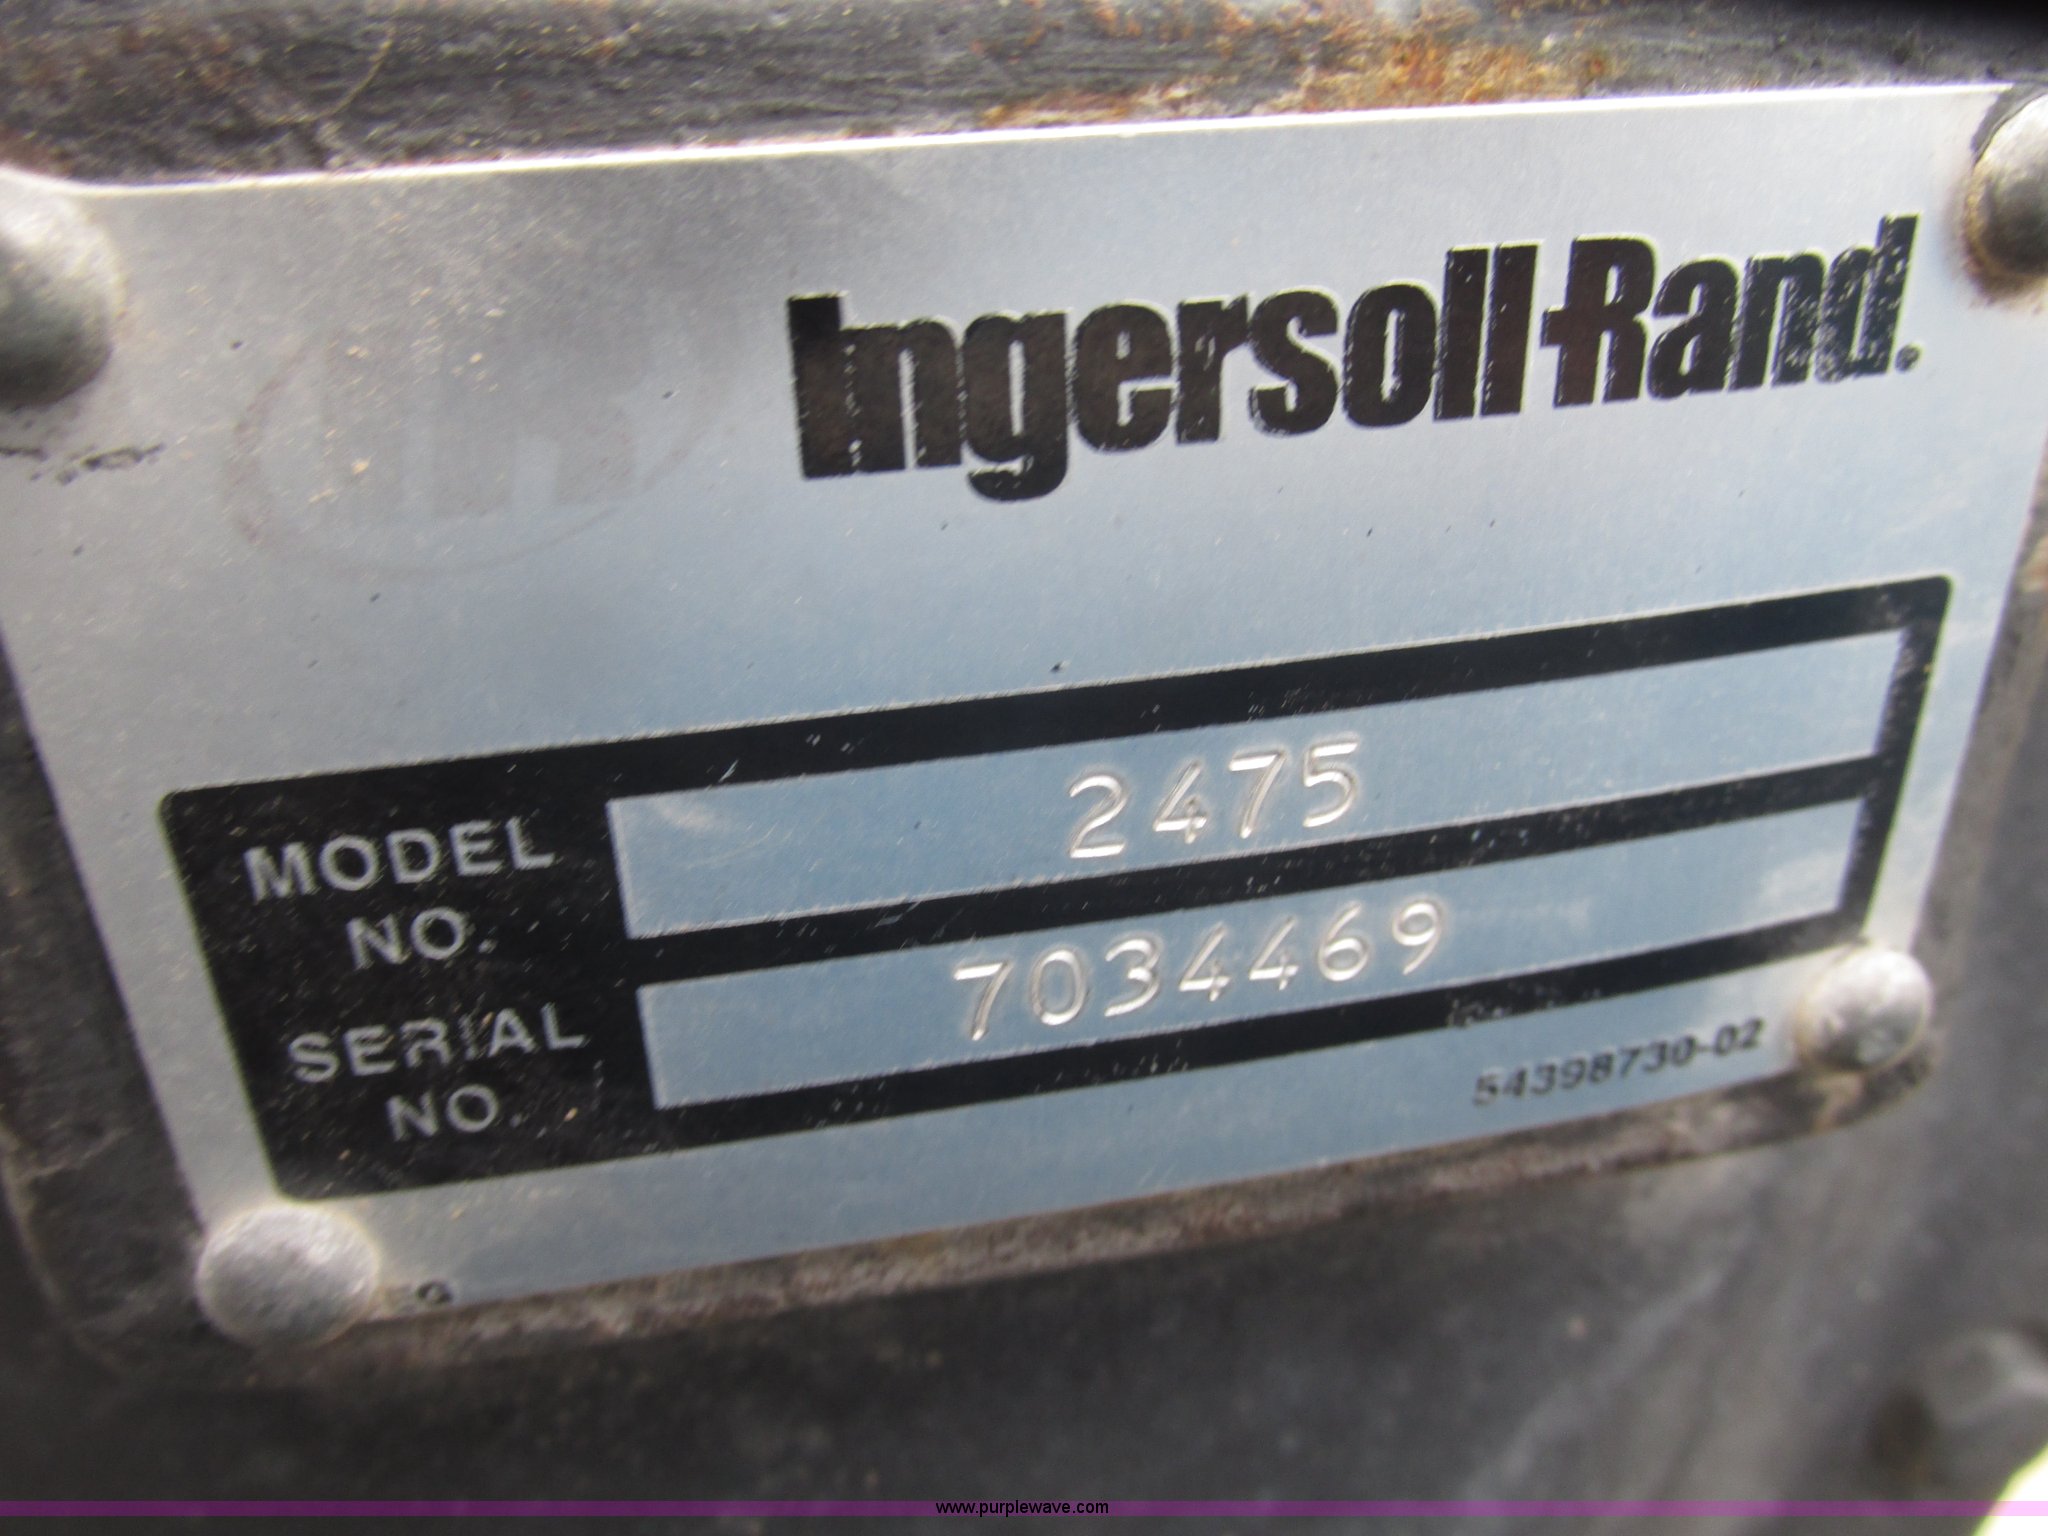 Ingersoll-Rand.
MODEL NO. 2475
SERIAL NO. 7034469
54398730-02
www.purplewave.com